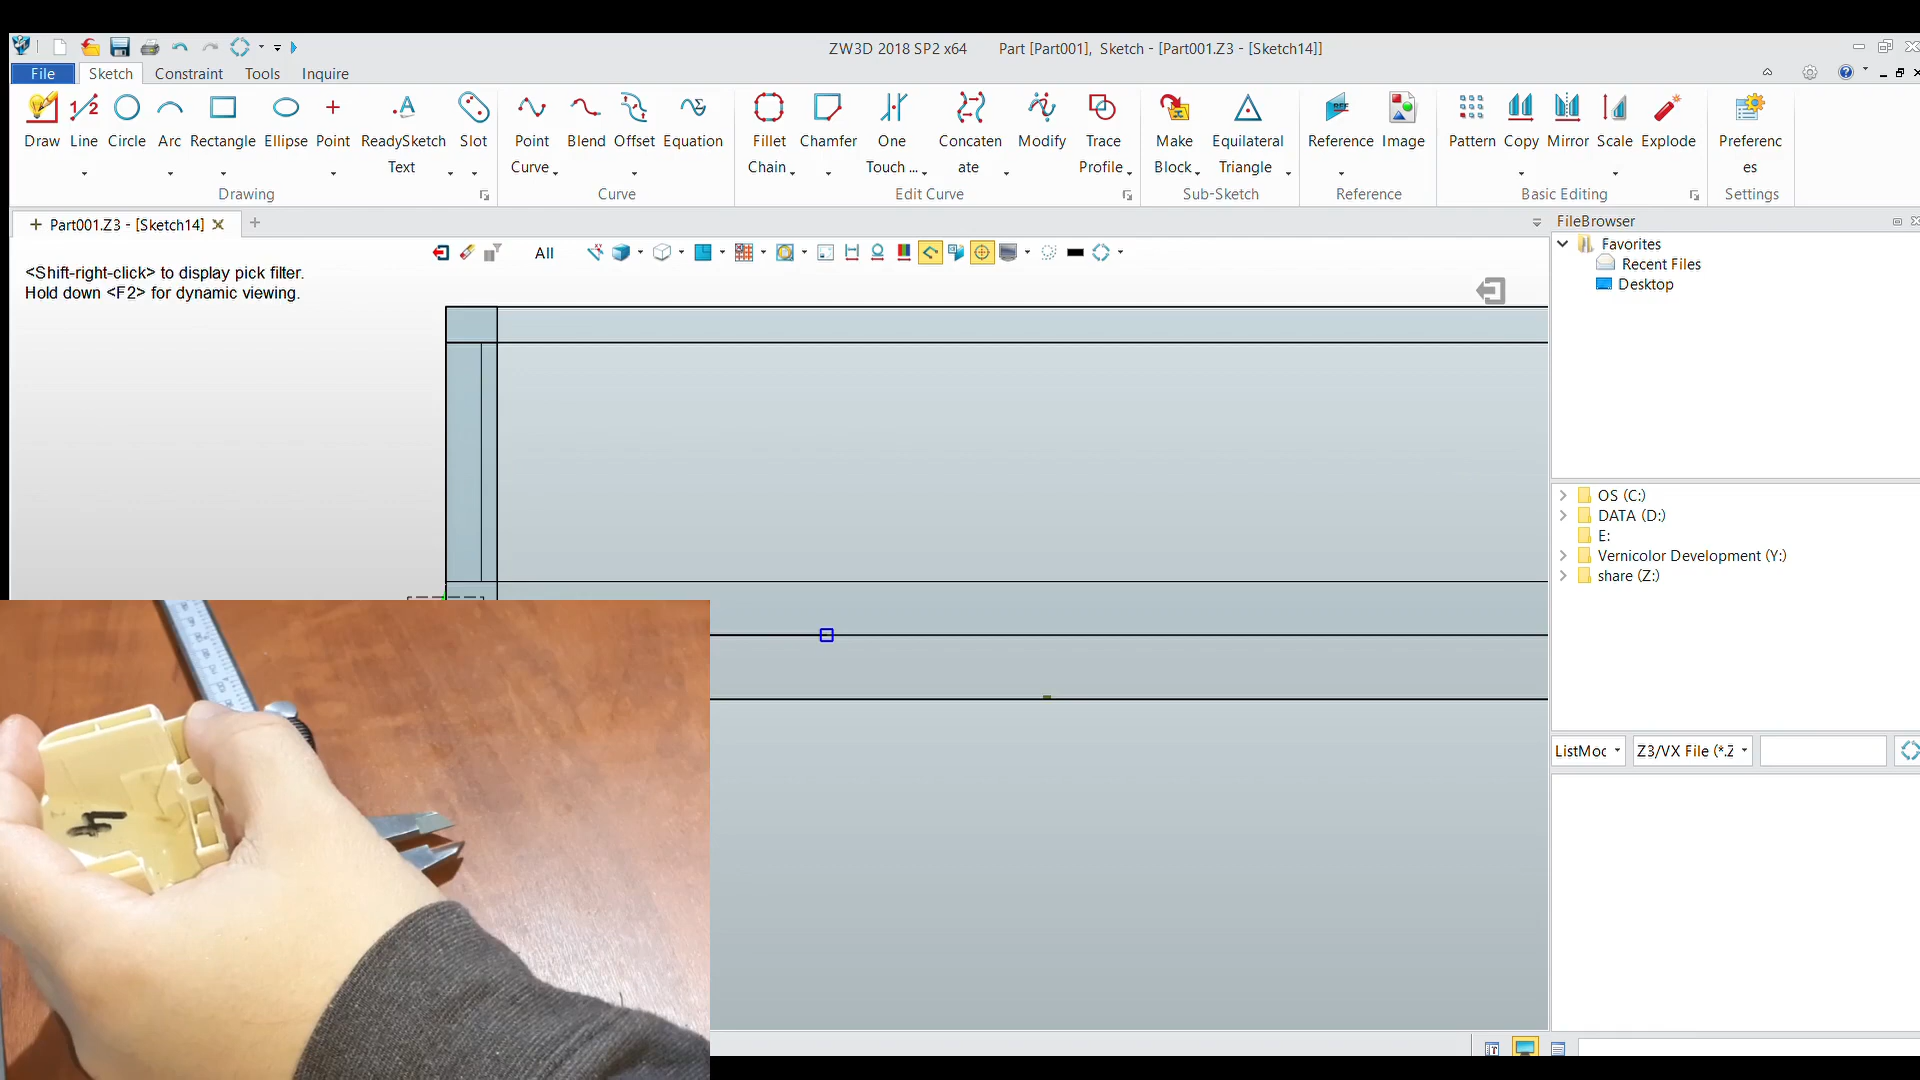 ZW3D 2018 SP2 x64 Part [Part001], Sketch - [Part001.Z3 - [Sketch14]]
File Sketch Constraint Tools Inquire
Draw Line Circle Arc Rectangle Ellipse Point ReadySketch Text Slot
Drawing
Point Curve Blend Offset Equation
Curve
Fillet Chain Chamfer One Touch ... Concaten ate Modify Trace Profile
Edit Curve
Make Block Equilateral Triangle
Sub-Sketch
Reference Image
Reference
Pattern Copy Mirror Scale Explode
Basic Editing
Preferenc es
Settings
Part001.Z3 - [Sketch14]
All
<Shift-right-click> to display pick filter.
Hold down <F2> for dynamic viewing.
FileBrowser
Favorites
Recent Files
Desktop
OS (C:)
DATA (D:)
E:
Vernicolor Development (Y:)
share (Z:)
ListMoc Z3/VX File (*.Z